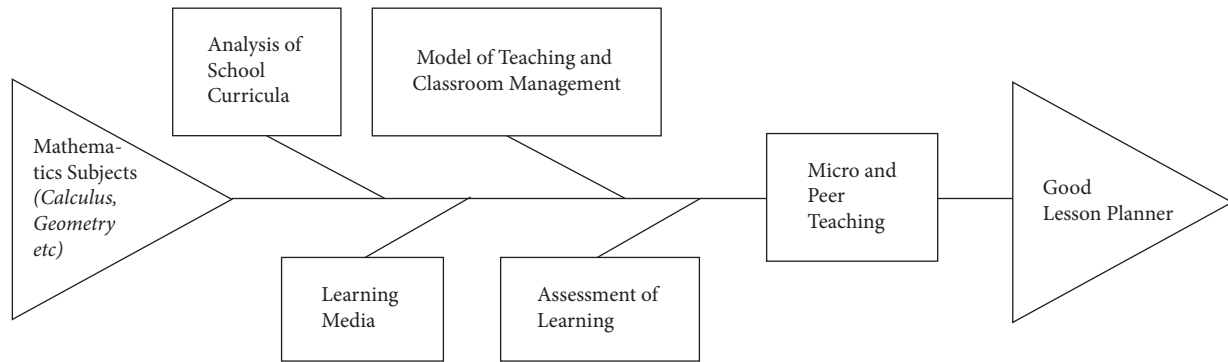 Analysis of
School
Curricula
Model of Teaching and
Classroom Management
Mathema-
tics Subjects
(Calculus,
Geometry
etc)
Micro and
Peer
Teaching
Good
Lesson Planner
Learning
Media
Assessment of
Learning